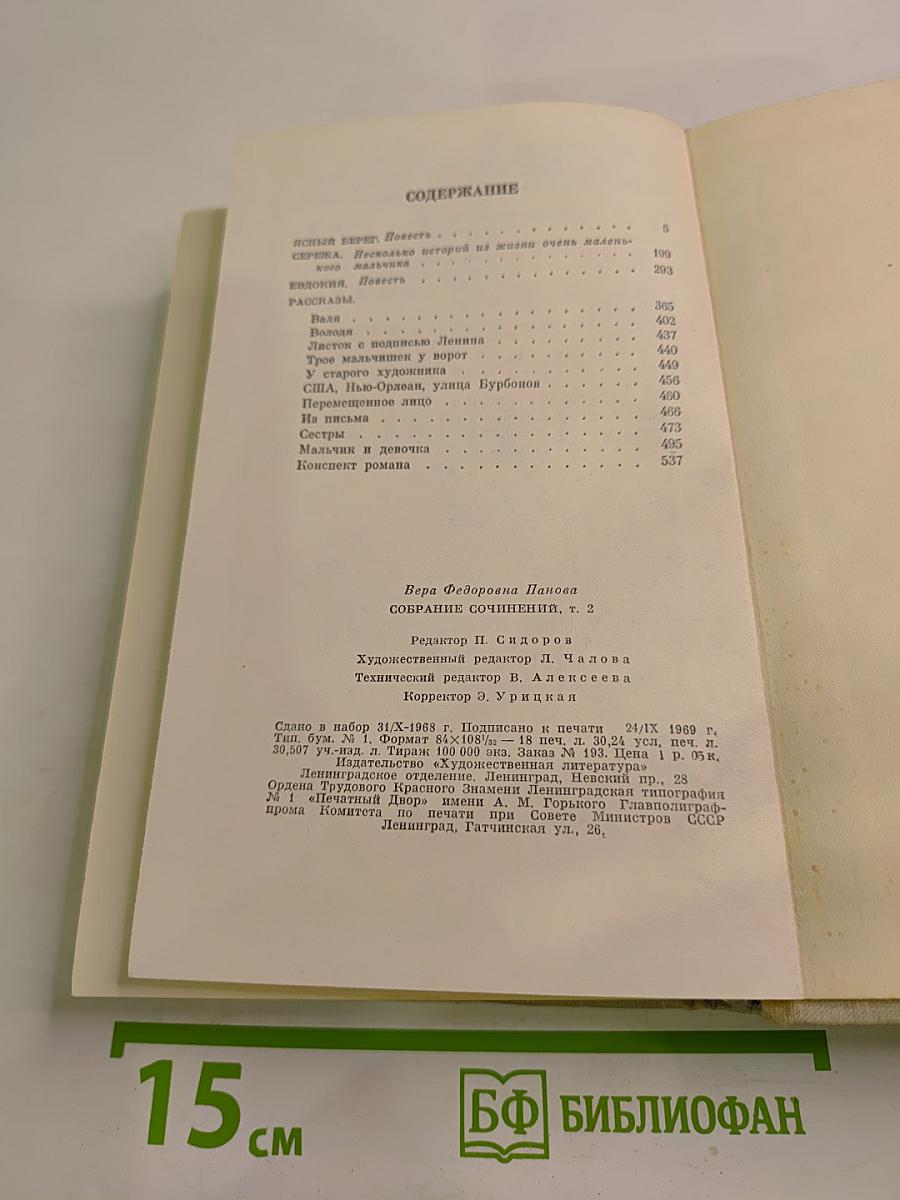 СОДЕРЖАНИЕ
ЯСНЫЙ БЕРЕГ. Повесть . . . . . . . . . . . . . 5
СЕРЕЖА. Несколько историй из жизни очень малень-
кого мальчика . . . . . . . . . . . . . 199
ЕВДОКИЯ. Повесть . . . . . . . . . . . . . 293
РАССКАЗЫ.
Валя . . . . . . . . . . . . . 365
Володя . . . . . . . . . . . . . 402
Листок с подписью Ленина . . . . . . . . 437
Трое мальчишек у ворот . . . . . . . . . 440
У старого художника . . . . . . . . . . 449
США, Нью-Орлеан, улица Бурбонов . . . . . . 456
Перемещенное лицо . . . . . . . . . . . 460
Из письма . . . . . . . . . . . . . 466
Сестры . . . . . . . . . . . . . . 473
Мальчик и девочка . . . . . . . . . . . 495
Конспект романа . . . . . . . . . . . . 537
Вера Федоровна Панова
СОБРАНИЕ СОЧИНЕНИЙ, т. 2
Редактор П. Сидоров
Художественный редактор Л. Чалова
Технический редактор В. Алексеева
Корректор Э. Урицкая
Сдано в набор 31/X-1968 г. Подписано к печати 24/IX 1969 г.
Тип. бум. № 1. Формат 84×108¹/₃₂ — 18 печ. л. 30,24 усл. печ. л.
30,507 уч.-изд. л. Тираж 100 000 экз. Заказ № 193. Цена 1 р. 05 к.
Издательство «Художественная литература»
Ленинградское отделение. Ленинград, Невский пр., 28
Ордена Трудового Красного Знамени Ленинградская типография
№ 1 «Печатный Двор» имени А. М. Горького Главполиграф-
прома Комитета по печати при Совете Министров СССР
Ленинград, Гатчинская ул., 26.
15 см
БФ БИБЛИОФАН